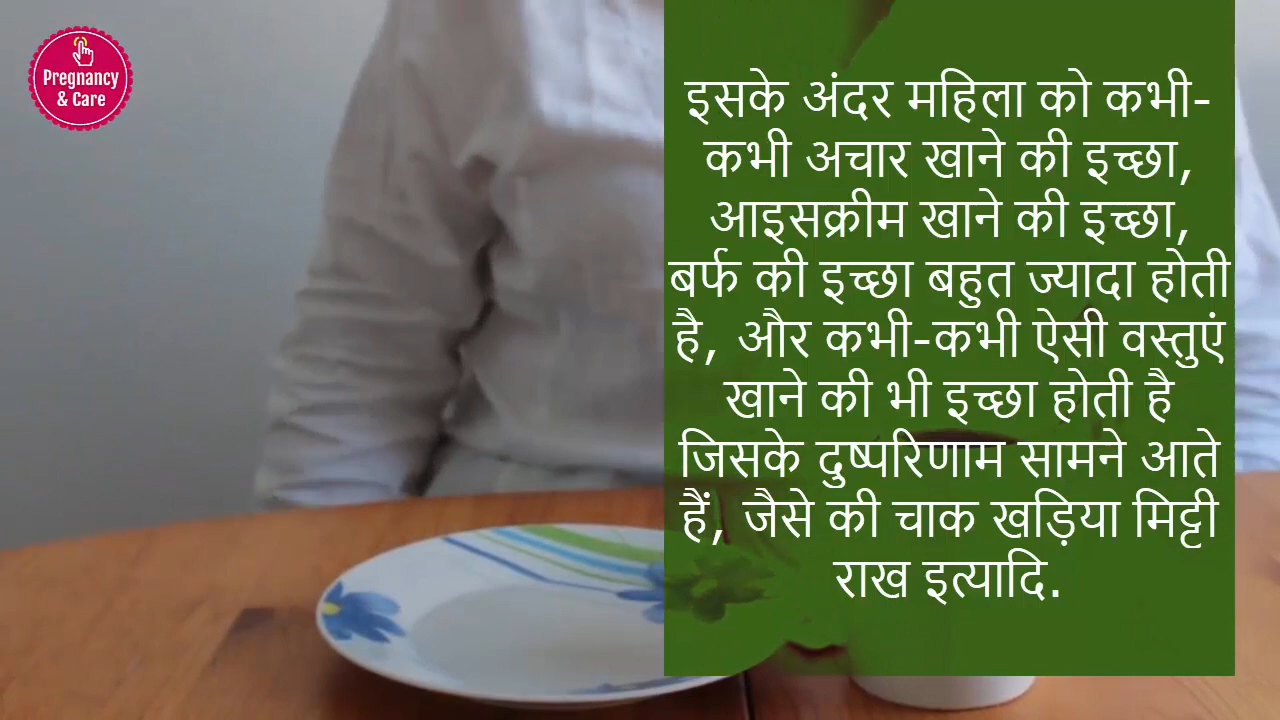 Pregnancy
& Care
इसके अंदर महिला को कभी-
कभी अचार खाने की इच्छा,
आइसक्रीम खाने की इच्छा,
बर्फ की इच्छा बहुत ज्यादा होती
है, और कभी-कभी ऐसी वस्तुएं
खाने की भी इच्छा होती है
जिसके दुष्परिणाम सामने आते
हैं, जैसे की चाक खड़िया मिट्टी
राख इत्यादि.